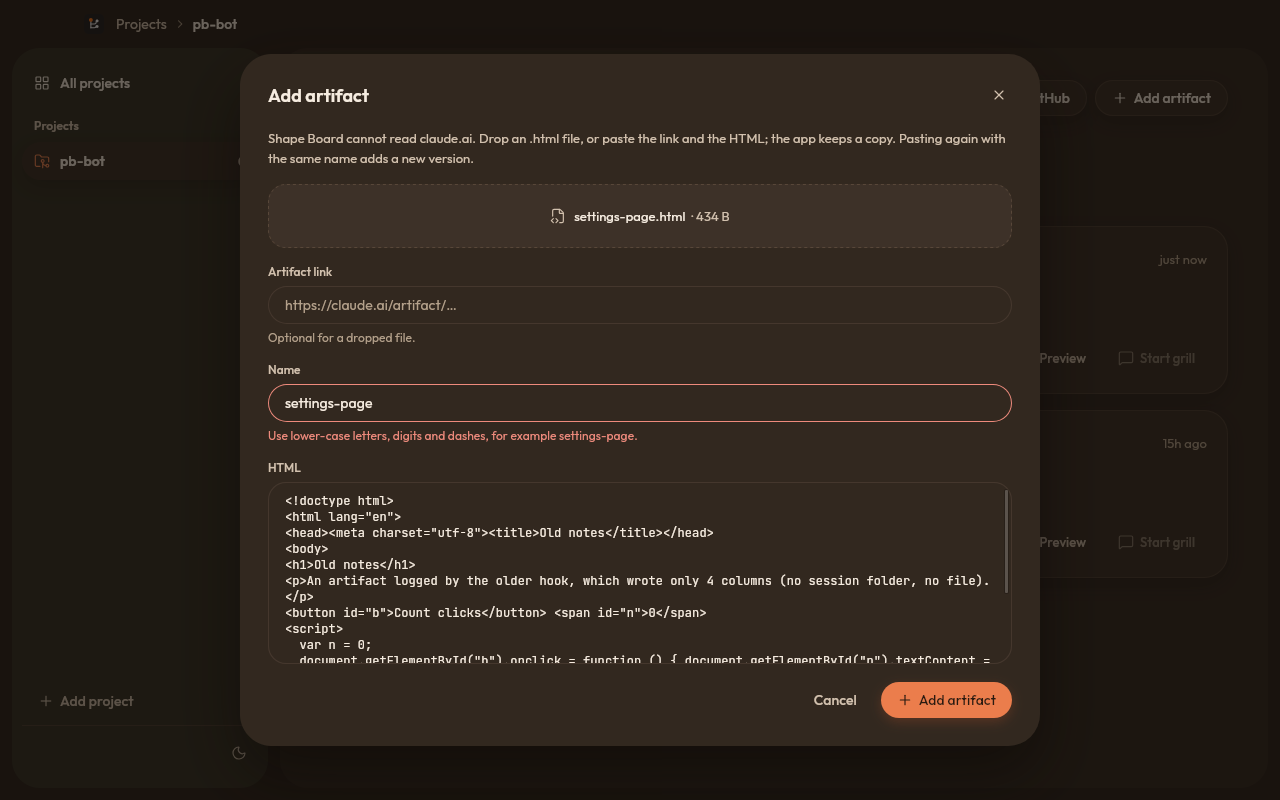 Projects > pb-bot
All projects
Projects
pb-bot
Add project
tHub
Add artifact
just now
Preview
Start grill
15h ago
Preview
Start grill
Add artifact
Shape Board cannot read claude.ai. Drop an .html file, or paste the link and the HTML; the app keeps a copy. Pasting again with
the same name adds a new version.
settings-page.html · 434 B
Artifact link
https://claude.ai/artifact/…
Optional for a dropped file.
Name
settings-page
Use lower-case letters, digits and dashes, for example settings-page.
HTML
<!doctype html>
<html lang="en">
<head><meta charset="utf-8"><title>Old notes</title></head>
<body>
<h1>Old notes</h1>
<p>An artifact logged by the older hook, which wrote only 4 columns (no session folder, no file).
</p>
<button id="b">Count clicks</button> <span id="n">0</span>
<script>
  var n = 0;
  document.getElementById("b").onclick = function () { document.getElementById("n").textContent =
Cancel
Add artifact